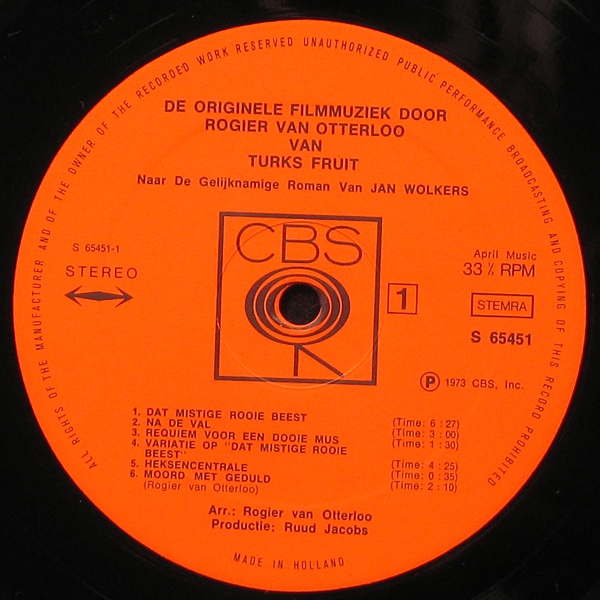 ALL RIGHTS OF THE MANUFACTURER AND OF THE OWNER OF THE RECORDED WORK RESERVED UNAUTHORIZED PUBLIC PERFORMANCE BROADCASTING AND COPYING OF THIS RECORD PROHIBITED
DE ORIGINELE FILMMUZIEK DOOR
ROGIER VAN OTTERLOO
VAN
TURKS FRUIT
Naar De Gelijknamige Roman Van JAN WOLKERS
CBS
S 65451-1
STEREO
1
April Music
33⅓ RPM
STEMRA
S 65451
Ⓟ 1973 CBS, Inc.
1. DAT MISTIGE ROOIE BEEST (Time: 6 : 27)
2. NA DE VAL (Time: 3 : 00)
3. REQUIEM VOOR EEN DOOIE MUS (Time: 1 : 30)
4. VARIATIE OP "DAT MISTIGE ROOIE
BEEST" (Time: 4 : 25)
5. HEKSENCENTRALE (Time: 0 : 35)
6. MOORD MET GEDULD (Time: 2 : 10)
(Rogier van Otterloo)
Arr.: Rogier van Otterloo
Productie: Ruud Jacobs
MADE IN HOLLAND